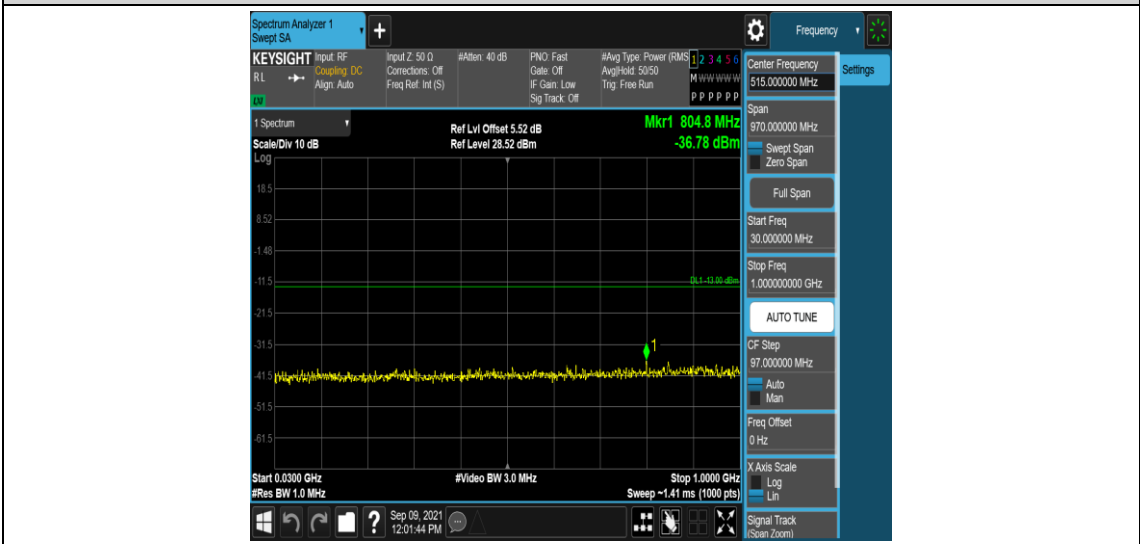 Spectrum Analyzer 1
Swept SA
+
Frequency
KEYSIGHT
RL
LXI
Input: RF
Coupling: DC
Align: Auto
Input Z: 50 Ω
Corrections: Off
Freq Ref: Int (S)
#Atten: 40 dB
PNO: Fast
Gate: Off
IF Gain: Low
Sig Track: Off
#Avg Type: Power (RMS
Avg|Hold: 50/50
Trig: Free Run
1 2 3 4 5 6
M W W W W W
P P P P P P
1 Spectrum
Scale/Div 10 dB
Ref Lvl Offset 5.52 dB
Ref Level 28.52 dBm
Mkr1 804.8 MHz
-36.78 dBm
Log
18.5
8.52
-1.48
-11.5
DL1 -13.00 dBm
-21.5
-31.5
1
-41.5
-51.5
-61.5
Start 0.0300 GHz
#Video BW 3.0 MHz
Stop 1.0000 GHz
#Res BW 1.0 MHz
Sweep ~1.41 ms (1000 pts)
?
Sep 09, 2021
12:01:44 PM
Center Frequency
515.000000 MHz
Settings
Span
970.000000 MHz
Swept Span
Zero Span
Full Span
Start Freq
30.000000 MHz
Stop Freq
1.000000000 GHz
AUTO TUNE
CF Step
97.000000 MHz
Auto
Man
Freq Offset
0 Hz
X Axis Scale
Log
Lin
Signal Track
(Span Zoom)